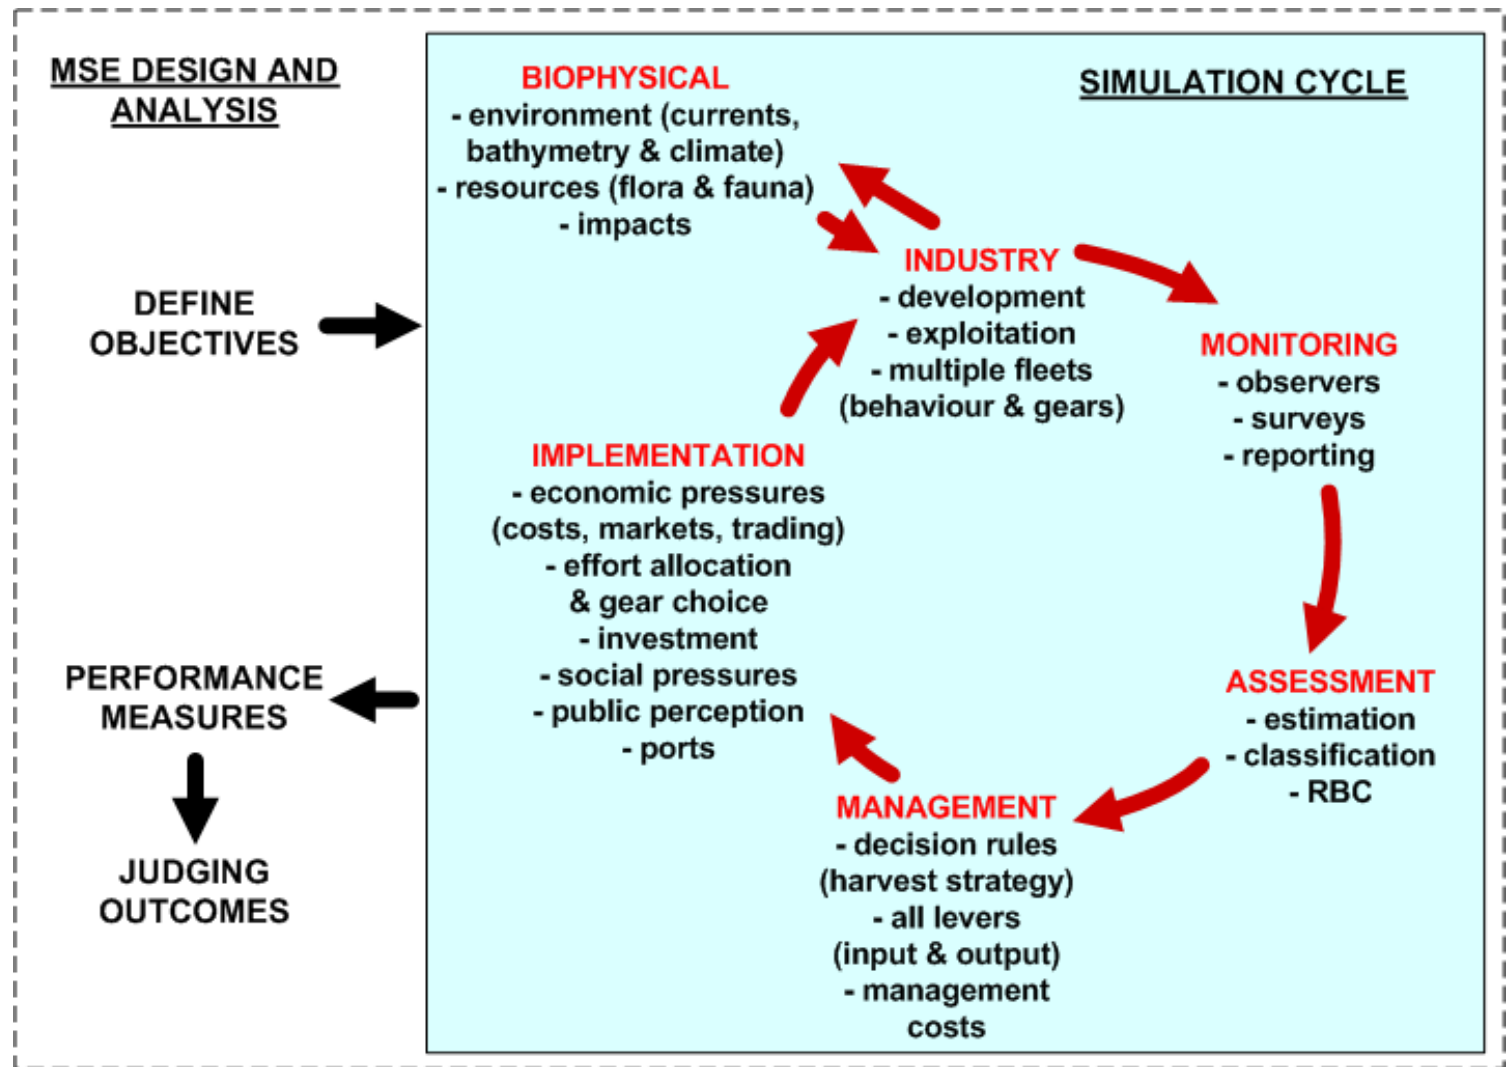 MSE DESIGN AND
ANALYSIS
DEFINE
OBJECTIVES
PERFORMANCE
MEASURES
JUDGING
OUTCOMES
SIMULATION CYCLE
BIOPHYSICAL
- environment (currents,
bathymetry & climate)
- resources (flora & fauna)
- impacts
INDUSTRY
- development
- exploitation
- multiple fleets
(behaviour & gears)
MONITORING
- observers
- surveys
- reporting
ASSESSMENT
- estimation
- classification
- RBC
MANAGEMENT
- decision rules
(harvest strategy)
- all levers
(input & output)
- management
costs
IMPLEMENTATION
- economic pressures
(costs, markets, trading)
- effort allocation
& gear choice
- investment
- social pressures
- public perception
- ports